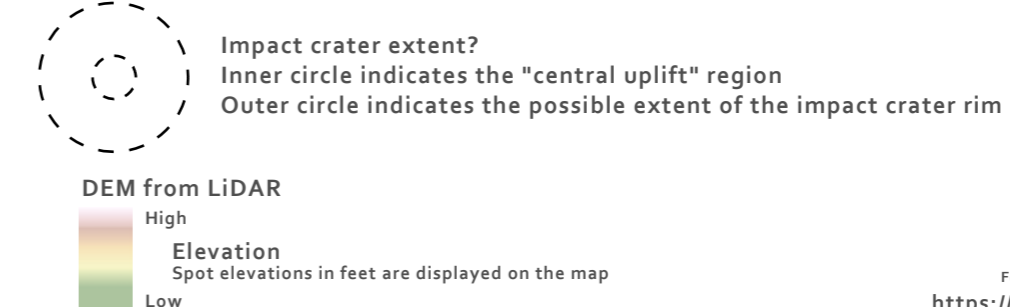 Impact crater extent?
Inner circle indicates the "central uplift" region
Outer circle indicates the possible extent of the impact crater rim
DEM from LiDAR
High
Elevation
Spot elevations in feet are displayed on the map
F
Low
https:/